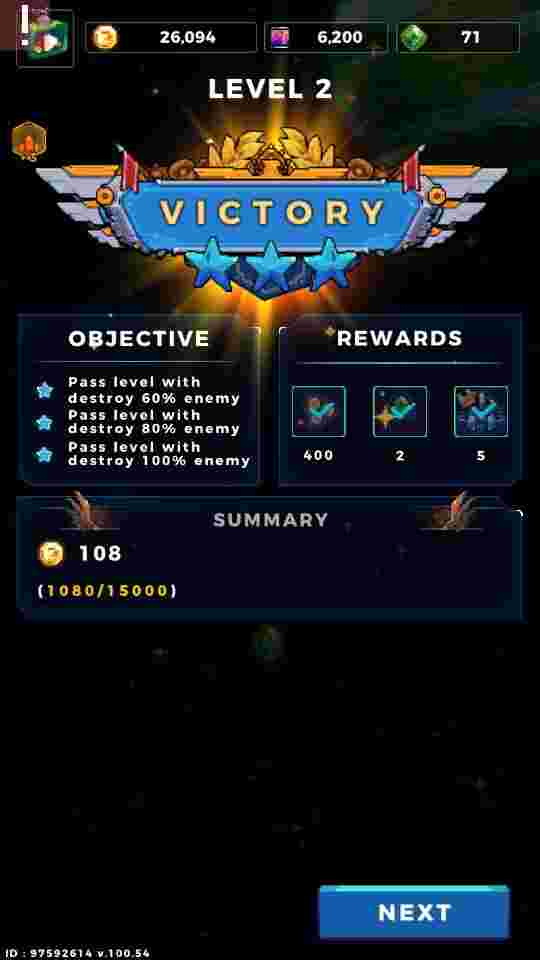 26,094
6,200
71
LEVEL 2
VICTORY
OBJECTIVE
Pass level with
destroy 60% enemy
Pass level with
destroy 80% enemy
Pass level with
destroy 100% enemy
REWARDS
400
2
5
SUMMARY
108
(1080/15000)
NEXT
ID : 97592614 v.100.54